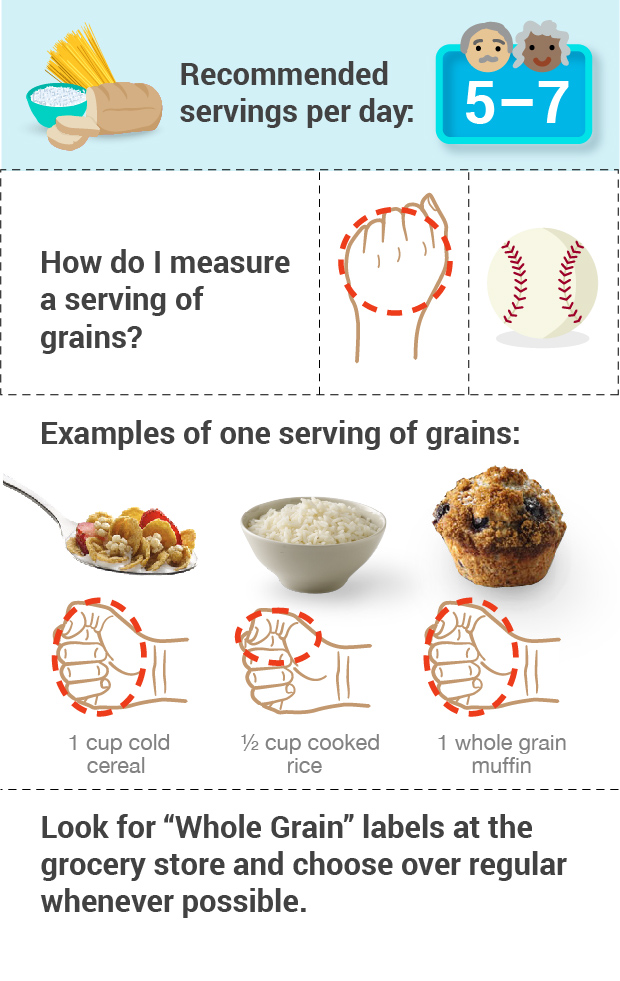 Recommended
servings per day:
5–7
How do I measure
a serving of
grains?
Examples of one serving of grains:
1 cup cold
cereal
½ cup cooked
rice
1 whole grain
muffin
Look for “Whole Grain” labels at the
grocery store and choose over regular
whenever possible.